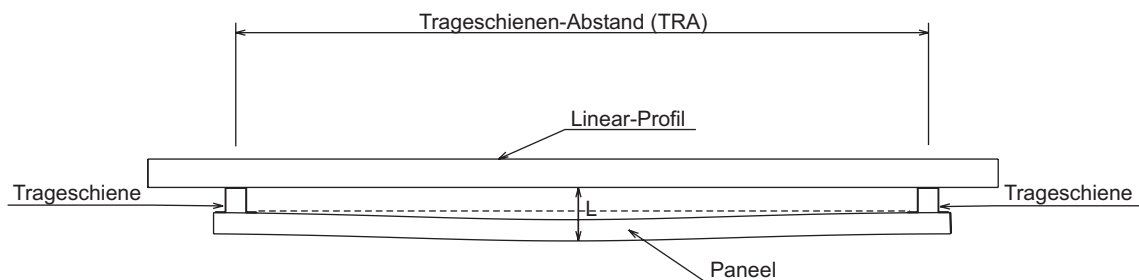 Trageschienen-Abstand (TRA)
Linear-Profil
Trageschiene
Trageschiene
L
Paneel